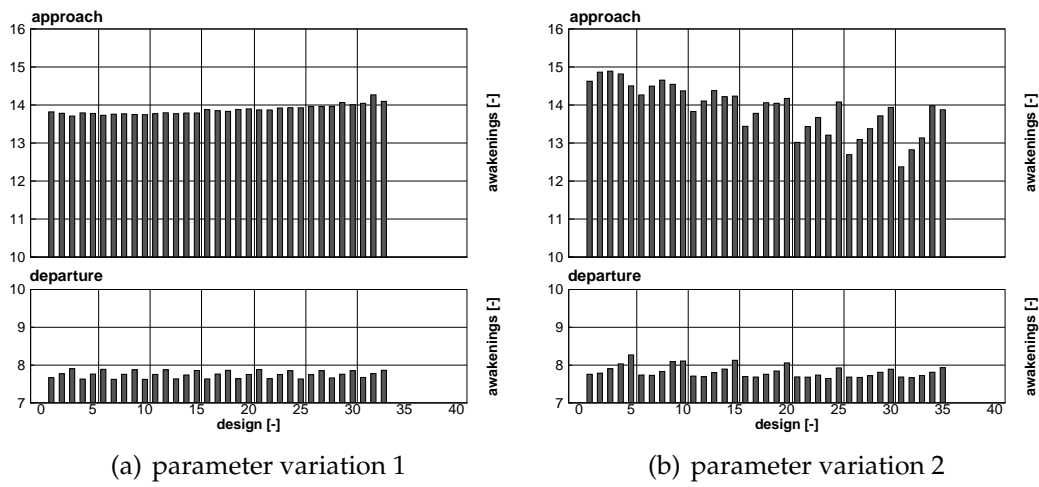 approach
16
15
14
13
12
11
10
awakenings [-]
departure
10
9
8
7
awakenings [-]
0 5 10 15 20 25 30 35 40
design [-]
(a) parameter variation 1
approach
16
15
14
13
12
11
10
awakenings [-]
departure
10
9
8
7
awakenings [-]
0 5 10 15 20 25 30 35 40
design [-]
(b) parameter variation 2